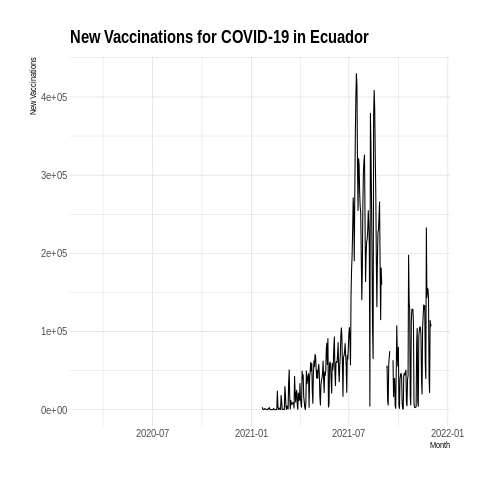 New Vaccinations for COVID-19 in Ecuador
New Vaccinations
4e+05
3e+05
2e+05
1e+05
0e+00
2020-07 2021-01 2021-07 2022-01
Month